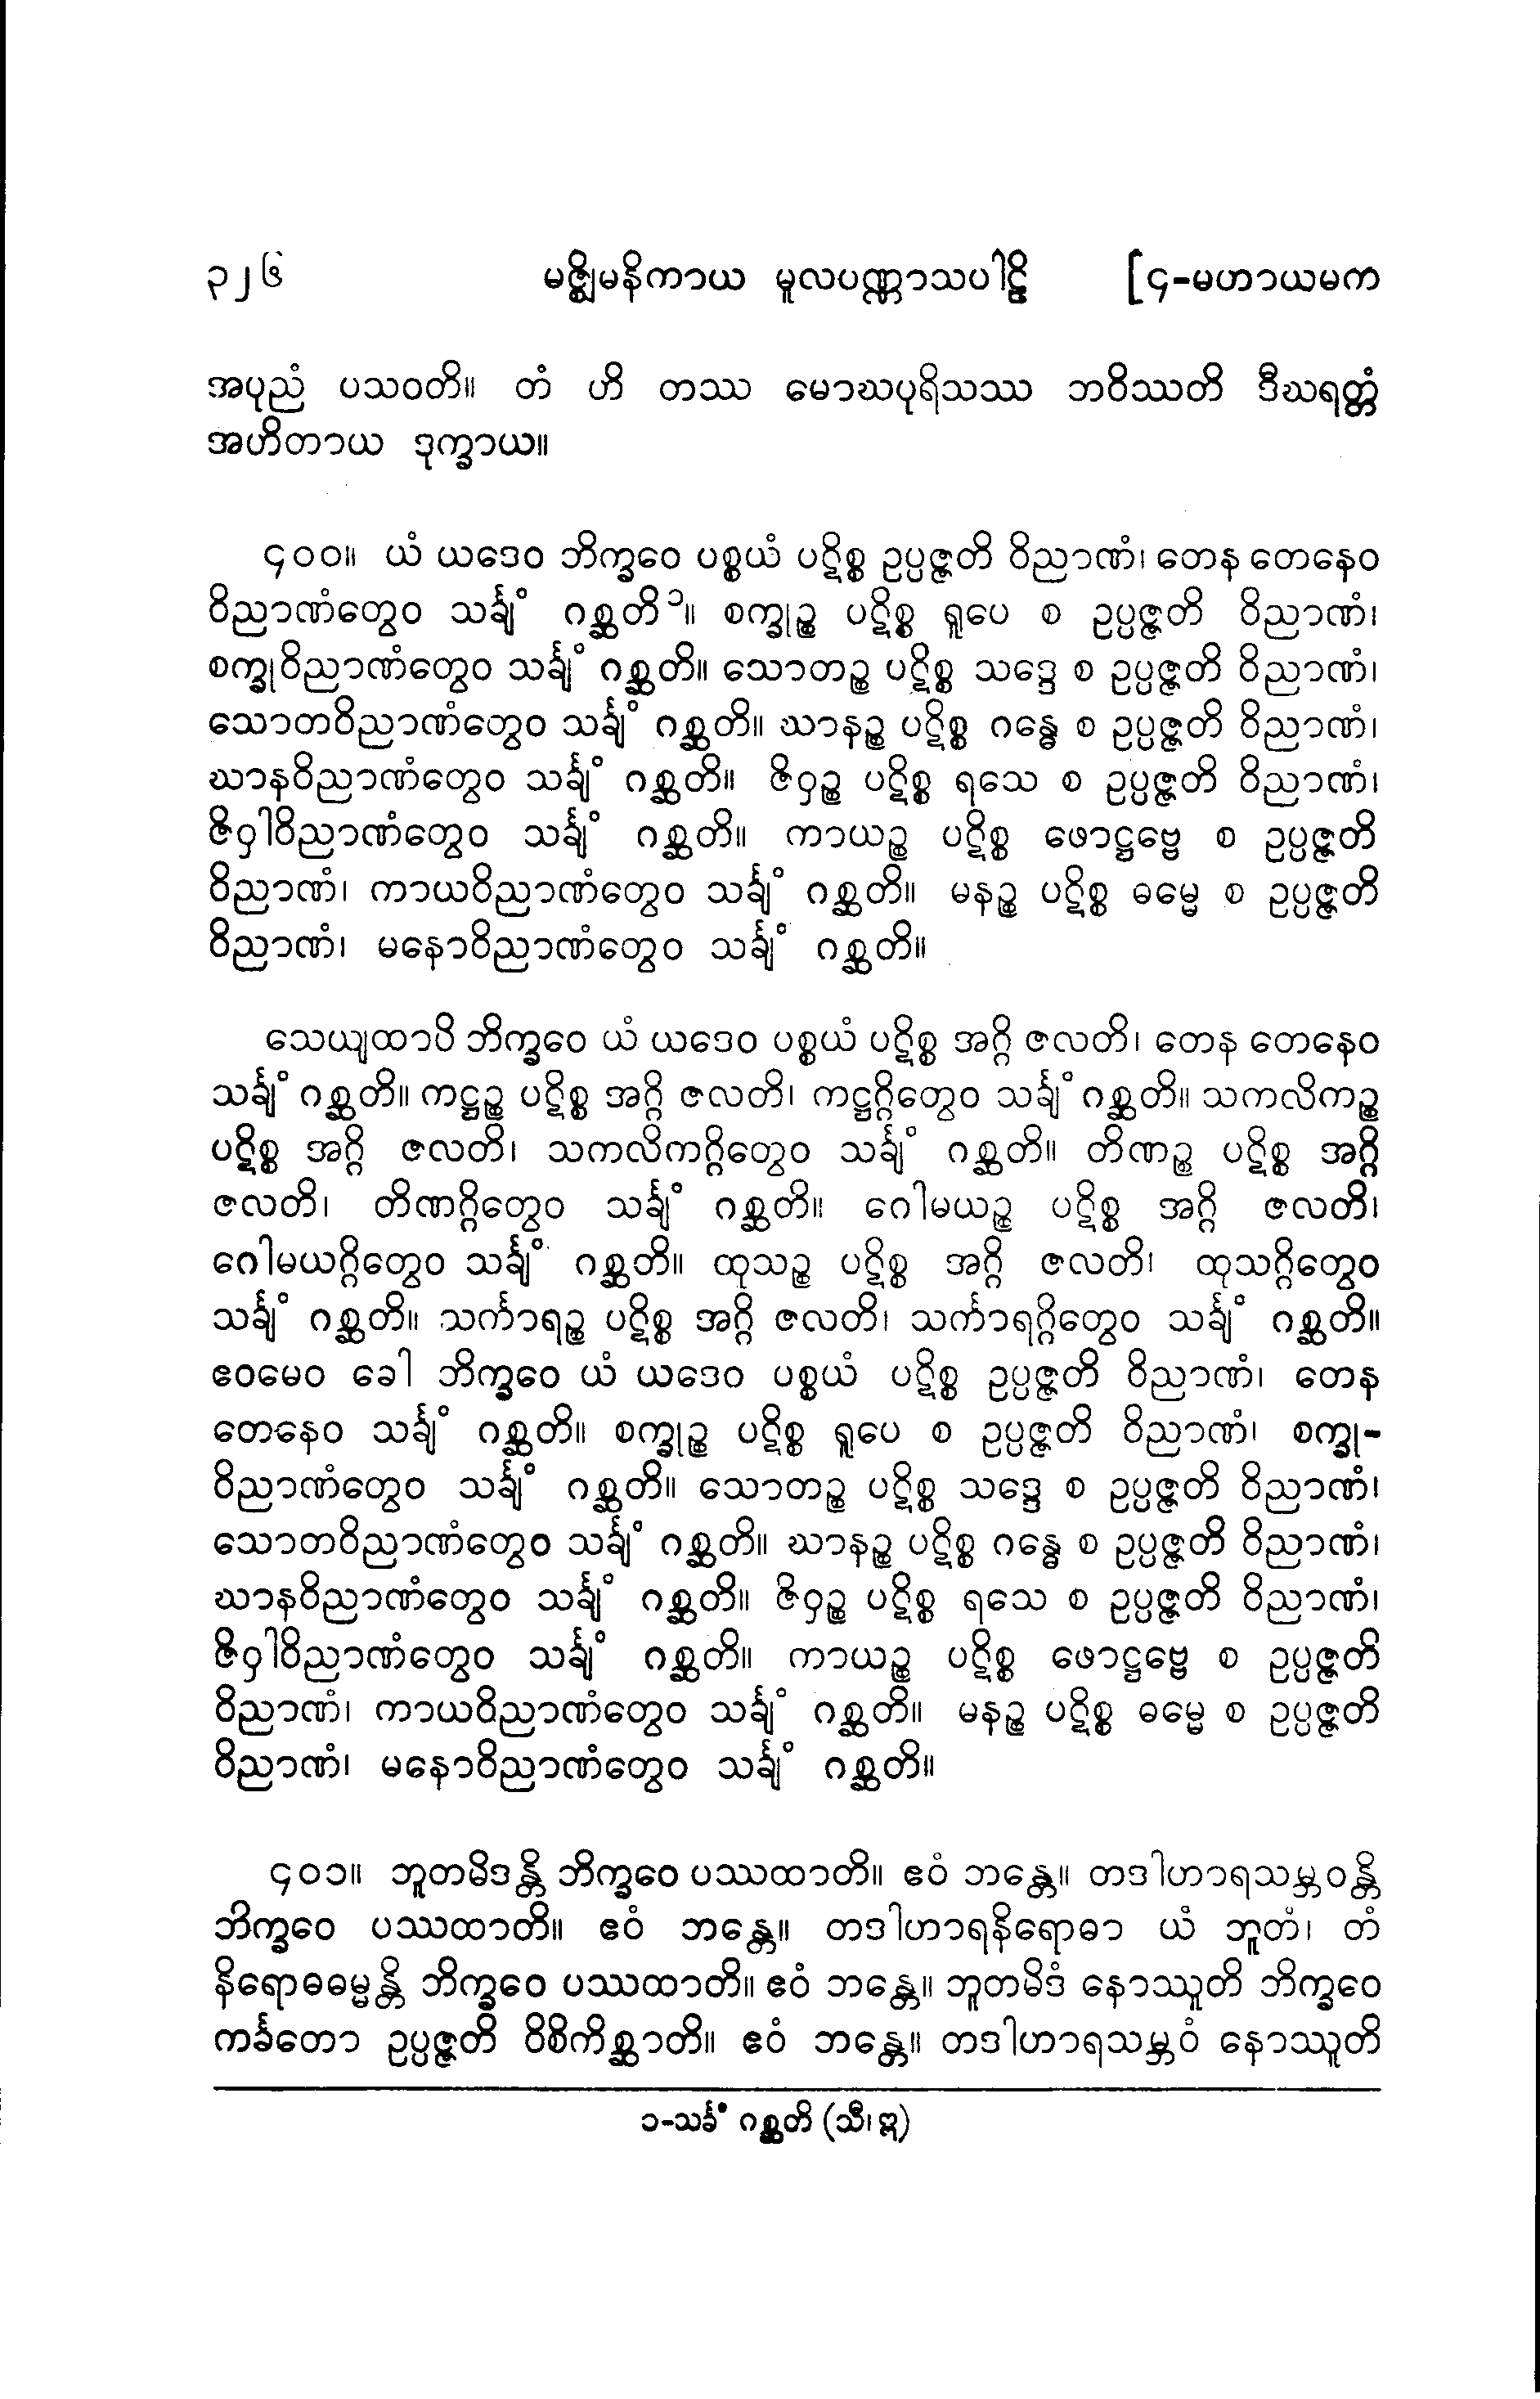 ၃၂၆ မဇ္ဈိမနိကာယ မူလပဏ္ဏာသပါဠိ [၄-မဟာယမက
အပုညံ ပသဝတိ။ တံ ဟိ တဿ မောဃပုရိသဿ ဘဝိဿတိ ဒီဃရတ္တံ
အဟိတာယ ဒုက္ခာယ။
၄၀၀။ ယံ ယဒေဝ ဘိက္ခဝေ ပစ္စယံ ပဋိစ္စ ဥပ္ပဇ္ဇတိ ဝိညာဏံ၊ တေန တေနေဝ
ဝိညာဏံတွေဝ သင်္ချံ ဂစ္ဆတိ၁။ စက္ခုဉ္စ ပဋိစ္စ ရူပေ စ ဥပ္ပဇ္ဇတိ ဝိညာဏံ၊
စက္ခုဝိညာဏံတွေဝ သင်္ချံ ဂစ္ဆတိ။ သောတဉ္စ ပဋိစ္စ သဒ္ဒေ စ ဥပ္ပဇ္ဇတိ ဝိညာဏံ၊
သောတဝိညာဏံတွေဝ သင်္ချံ ဂစ္ဆတိ။ ဃာနဉ္စ ပဋိစ္စ ဂန္ဓေ စ ဥပ္ပဇ္ဇတိ ဝိညာဏံ၊
ဃာနဝိညာဏံတွေဝ သင်္ချံ ဂစ္ဆတိ။ ဇိဝှဉ္စ ပဋိစ္စ ရသေ စ ဥပ္ပဇ္ဇတိ ဝိညာဏံ၊
ဇိဝှါဝိညာဏံတွေဝ သင်္ချံ ဂစ္ဆတိ။ ကာယဉ္စ ပဋိစ္စ ဖောဋ္ဌဗ္ဗေ စ ဥပ္ပဇ္ဇတိ
ဝိညာဏံ၊ ကာယဝိညာဏံတွေဝ သင်္ချံ ဂစ္ဆတိ။ မနဉ္စ ပဋိစ္စ ဓမ္မေ စ ဥပ္ပဇ္ဇတိ
ဝိညာဏံ၊ မနောဝိညာဏံတွေဝ သင်္ချံ ဂစ္ဆတိ။
သေယျထာပိ ဘိက္ခဝေ ယံ ယဒေဝ ပစ္စယံ ပဋိစ္စ အဂ္ဂိ ဇလတိ၊ တေန တေနေဝ
သင်္ချံ ဂစ္ဆတိ။ ကဋ္ဌဉ္စ ပဋိစ္စ အဂ္ဂိ ဇလတိ၊ ကဋ္ဌဂ္ဂိတွေဝ သင်္ချံ ဂစ္ဆတိ။ သကလိကဉ္စ
ပဋိစ္စ အဂ္ဂိ ဇလတိ၊ သကလိကဂ္ဂိတွေဝ သင်္ချံ ဂစ္ဆတိ။ တိဏဉ္စ ပဋိစ္စ အဂ္ဂိ
ဇလတိ၊ တိဏဂ္ဂိတွေဝ သင်္ချံ ဂစ္ဆတိ။ ဂေါမယဉ္စ ပဋိစ္စ အဂ္ဂိ ဇလတိ၊
ဂေါမယဂ္ဂိတွေဝ သင်္ချံ ဂစ္ဆတိ။ ထုသဉ္စ ပဋိစ္စ အဂ္ဂိ ဇလတိ၊ ထုသဂ္ဂိတွေဝ
သင်္ချံ ဂစ္ဆတိ။ သင်္ကာရဉ္စ ပဋိစ္စ အဂ္ဂိ ဇလတိ၊ သင်္ကာရဂ္ဂိတွေဝ သင်္ချံ ဂစ္ဆတိ။
ဧဝမေဝ ခေါ ဘိက္ခဝေ ယံ ယဒေဝ ပစ္စယံ ပဋိစ္စ ဥပ္ပဇ္ဇတိ ဝိညာဏံ၊ တေန
တေနေဝ သင်္ချံ ဂစ္ဆတိ။ စက္ခုဉ္စ ပဋိစ္စ ရူပေ စ ဥပ္ပဇ္ဇတိ ဝိညာဏံ၊ စက္ခု-
ဝိညာဏံတွေဝ သင်္ချံ ဂစ္ဆတိ။ သောတဉ္စ ပဋိစ္စ သဒ္ဒေ စ ဥပ္ပဇ္ဇတိ ဝိညာဏံ၊
သောတဝိညာဏံတွေဝ သင်္ချံ ဂစ္ဆတိ။ ဃာနဉ္စ ပဋိစ္စ ဂန္ဓေ စ ဥပ္ပဇ္ဇတိ ဝိညာဏံ၊
ဃာနဝိညာဏံတွေဝ သင်္ချံ ဂစ္ဆတိ။ ဇိဝှဉ္စ ပဋိစ္စ ရသေ စ ဥပ္ပဇ္ဇတိ ဝိညာဏံ၊
ဇိဝှါဝိညာဏံတွေဝ သင်္ချံ ဂစ္ဆတိ။ ကာယဉ္စ ပဋိစ္စ ဖောဋ္ဌဗ္ဗေ စ ဥပ္ပဇ္ဇတိ
ဝိညာဏံ၊ ကာယဝိညာဏံတွေဝ သင်္ချံ ဂစ္ဆတိ။ မနဉ္စ ပဋိစ္စ ဓမ္မေ စ ဥပ္ပဇ္ဇတိ
ဝိညာဏံ၊ မနောဝိညာဏံတွေဝ သင်္ချံ ဂစ္ဆတိ။
၄၀၁။ ဘူတမိဒန္တိ ဘိက္ခဝေ ပဿထာတိ။ ဧဝံ ဘန္တေ။ တဒါဟာရသမ္ဘဝန္တိ
ဘိက္ခဝေ ပဿထာတိ။ ဧဝံ ဘန္တေ။ တဒါဟာရနိရောဓာ ယံ ဘူတံ၊ တံ
နိရောဓဓမ္မန္တိ ဘိက္ခဝေ ပဿထာတိ။ ဧဝံ ဘန္တေ။ ဘူတမိဒံ နောဿူတိ ဘိက္ခဝေ
ကင်္ခတော ဥပ္ပဇ္ဇတိ ဝိစိကိစ္ဆာတိ။ ဧဝံ ဘန္တေ။ တဒါဟာရသမ္ဘဝံ နောဿူတိ
၁-သင်္ခံ ဂစ္ဆတိ (သီ၊ဣ)